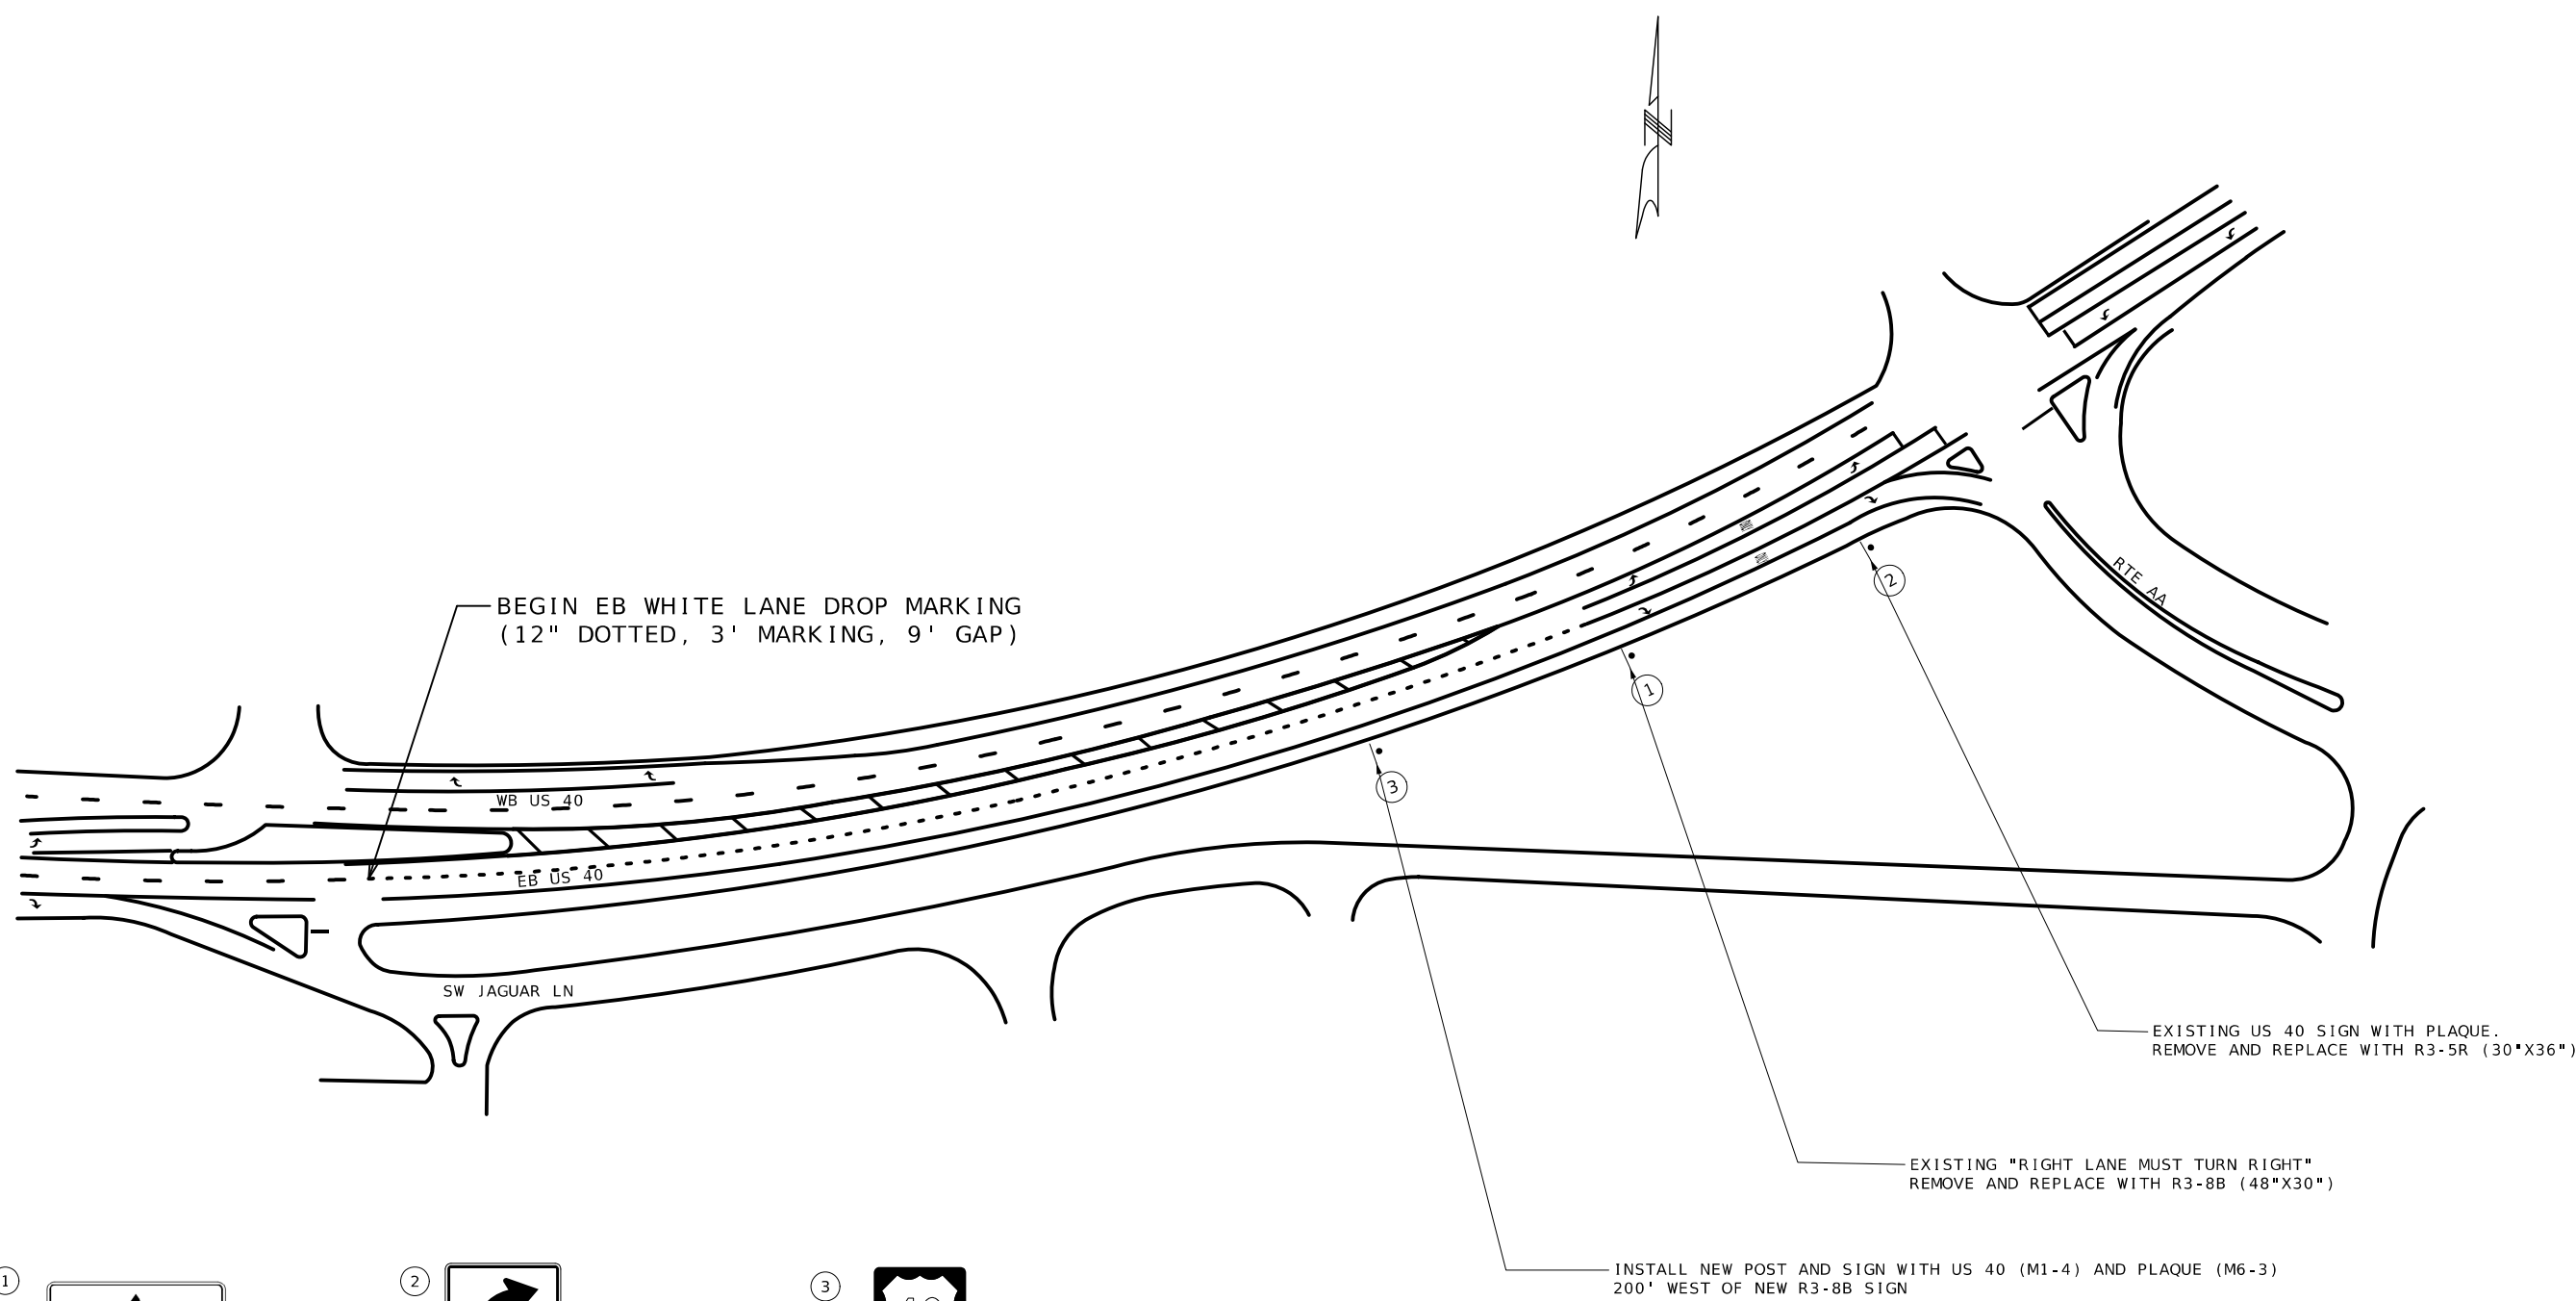 N
BEGIN EB WHITE LANE DROP MARKING
(12" DOTTED, 3' MARKING, 9' GAP)
RTE AA
2
1
3
WB US 40
EB US 40
SW JAGUAR LN
EXISTING US 40 SIGN WITH PLAQUE.
REMOVE AND REPLACE WITH R3-5R (30"X36")
EXISTING "RIGHT LANE MUST TURN RIGHT"
REMOVE AND REPLACE WITH R3-8B (48"X30")
INSTALL NEW POST AND SIGN WITH US 40 (M1-4) AND PLAQUE (M6-3)
200' WEST OF NEW R3-8B SIGN
1
2
3